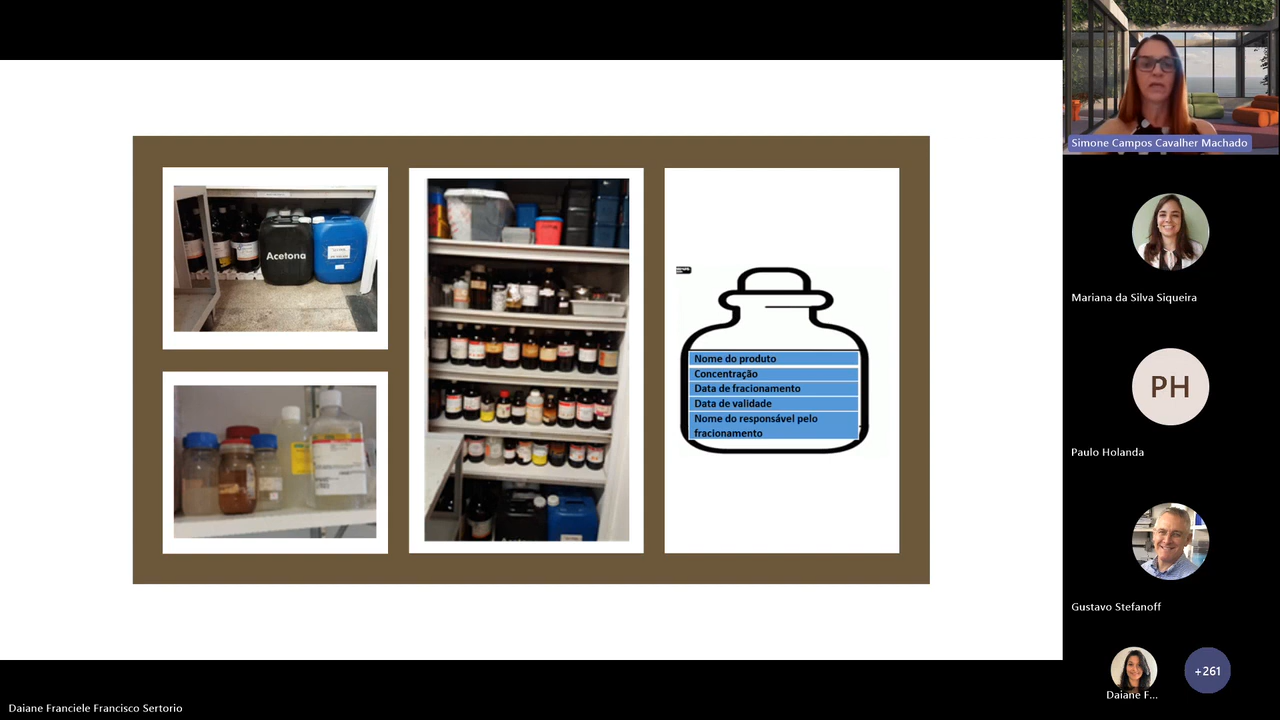 Acetona
Nome do produto
Concentração
Data de fracionamento
Data de validade
Nome do responsável pelo
fracionamento
Simone Campos Cavalher Machado
Mariana da Silva Siqueira
PH
Paulo Holanda
Gustavo Stefanoff
+261
Daiane F...
Daiane Franciele Francisco Sertorio